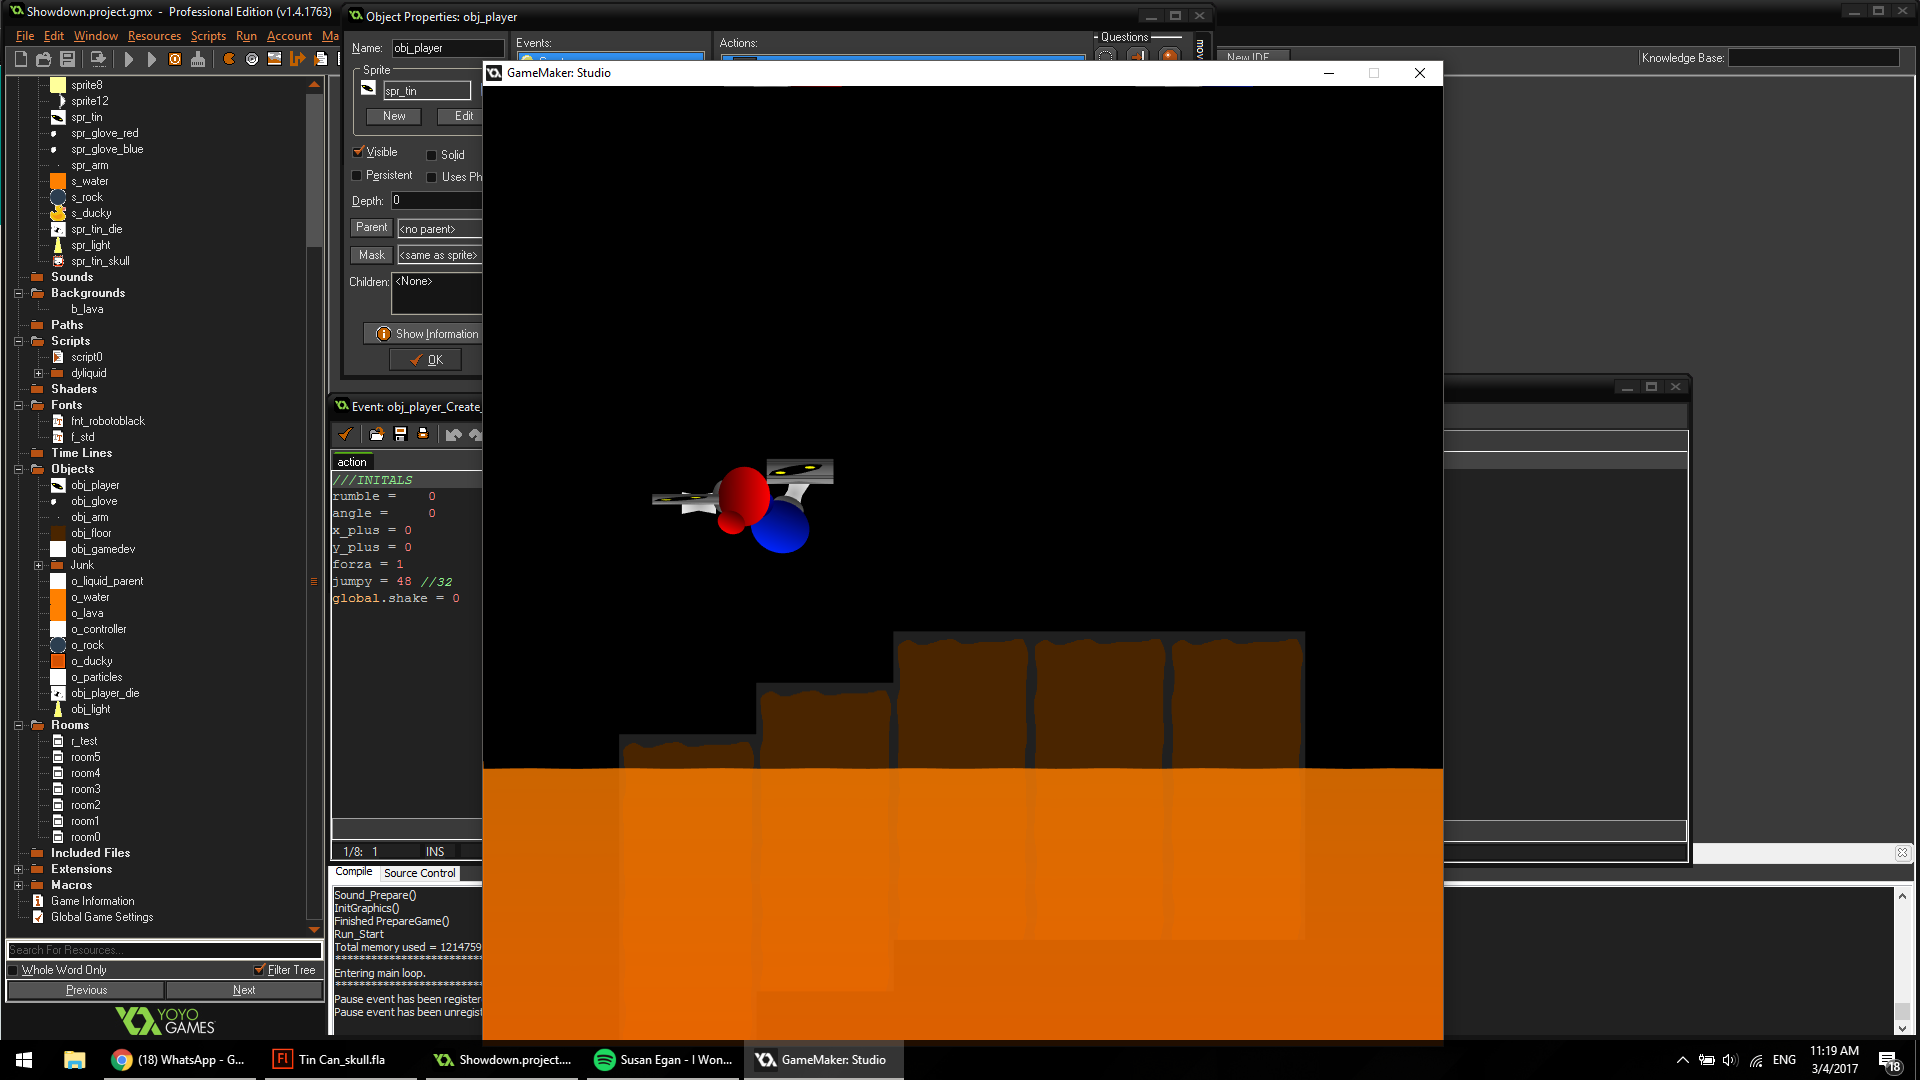 Showdown.project.gmx - Professional Edition (v1.4.1763)
File Edit Window Resources Scripts Run Account Ma
sprite8
sprite12
spr_tin
spr_glove_red
spr_glove_blue
spr_arm
s_water
s_rock
s_ducky
spr_tin_die
spr_light
spr_tin_skull
Sounds
Backgrounds
b_lava
Paths
Scripts
script0
dyliquid
Shaders
Fonts
fnt_robotoblack
f_std
Time Lines
Objects
obj_player
obj_glove
obj_arm
obj_floor
obj_gamedev
Junk
o_liquid_parent
o_water
o_lava
o_controller
o_rock
o_ducky
o_particles
obj_player_die
obj_light
Rooms
r_test
room5
room4
room3
room2
room1
room0
Included Files
Extensions
Macros
Game Information
Global Game Settings
Search For Resources...
Whole Word Only Filter Tree
Previous Next
YOYO
GAMES
Object Properties: obj_player
Name: obj_player
Events:
Actions:
Questions
Sprite
spr_tin
New Edit
Visible Solid
Persistent Uses Ph
Depth: 0
Parent <no parent>
Mask <same as sprite>
Children: <None>
Show Information
OK
Knowledge Base:
GameMaker: Studio
Event: obj_player_Create_
action
///INITALS
rumble = 0
angle = 0
x_plus = 0
y_plus = 0
forza = 1
jumpy = 48 //32
global.shake = 0
1/8: 1 INS
Compile Source Control
Sound_Prepare()
InitGraphics()
Finished PrepareGame()
Run_Start
Total memory used = 1214759
Entering main loop.
Pause event has been register
Pause event has been unregist
(18) WhatsApp - G...
Tin Can_skull.fla
Showdown.project....
Susan Egan - I Won...
GameMaker: Studio
ENG
11:19 AM
3/4/2017
18